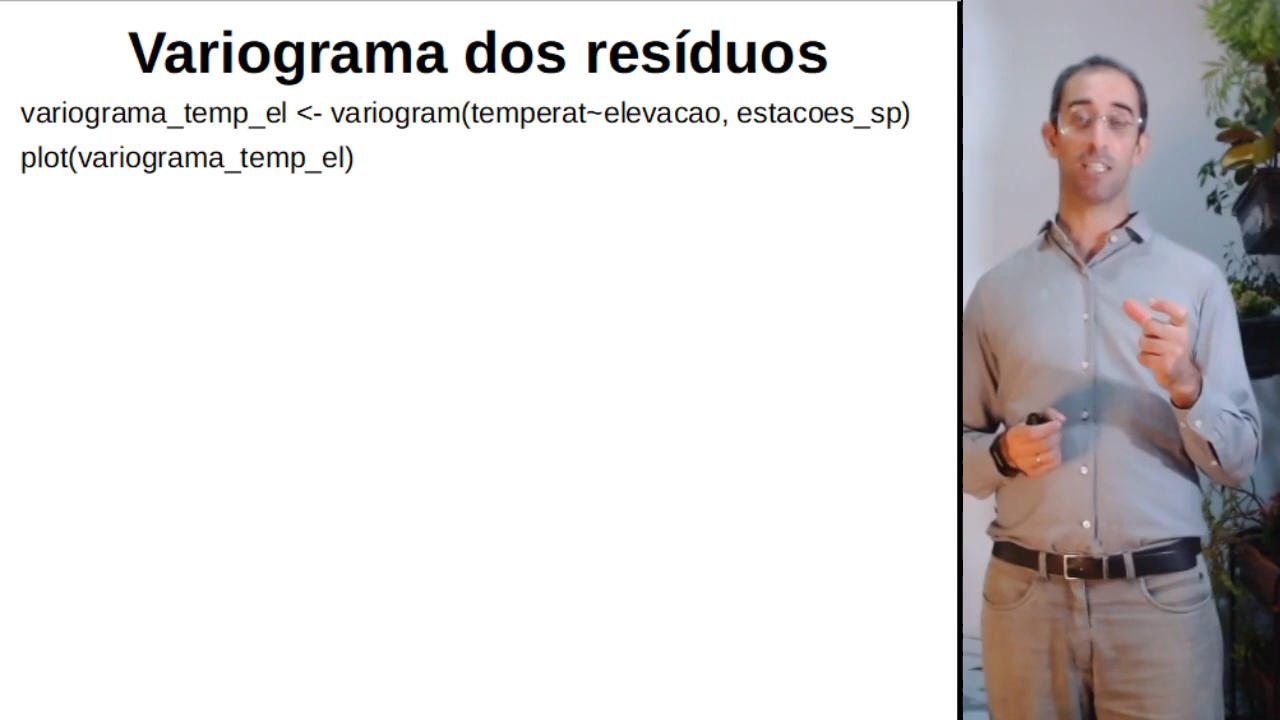 Variograma dos resíduos
variograma_temp_el <- variogram(temperat~elevacao, estacoes_sp)
plot(variograma_temp_el)